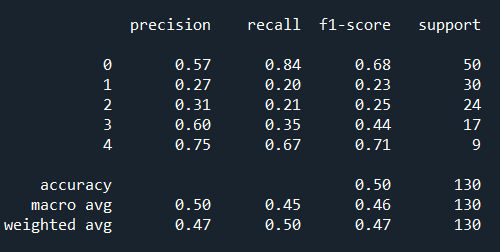 precision recall f1-score support
0 0.57 0.84 0.68 50
1 0.27 0.20 0.23 30
2 0.31 0.21 0.25 24
3 0.60 0.35 0.44 17
4 0.75 0.67 0.71 9
accuracy 0.50 130
macro avg 0.50 0.45 0.46 130
weighted avg 0.47 0.50 0.47 130